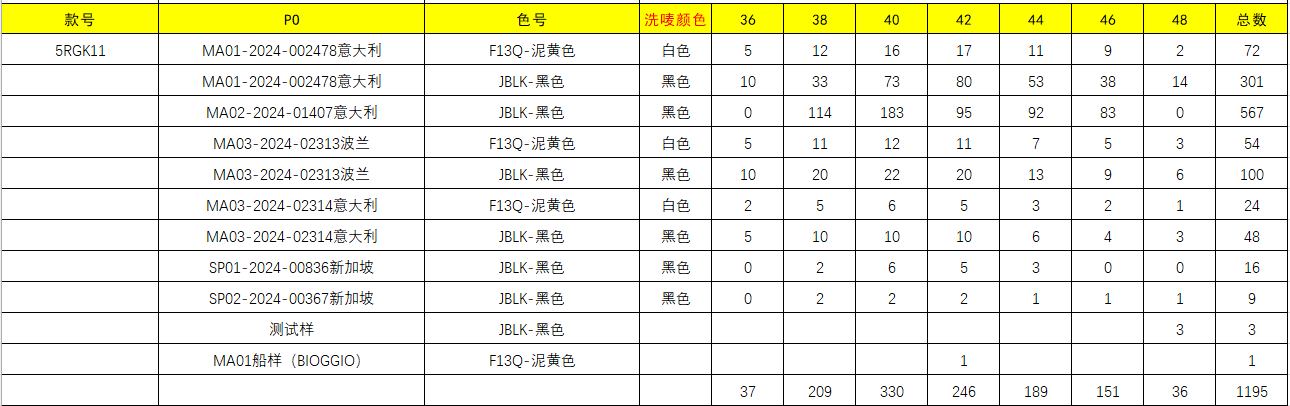 款号 PO 色号 洗唛颜色 36 38 40 42 44 46 48 总数
5RGK11 MA01-2024-002478意大利 F13Q-泥黄色 白色 5 12 16 17 11 9 2 72
MA01-2024-002478意大利 JBLK-黑色 黑色 10 33 73 80 53 38 14 301
MA02-2024-01407意大利 JBLK-黑色 黑色 0 114 183 95 92 83 0 567
MA03-2024-02313波兰 F13Q-泥黄色 白色 5 11 12 11 7 5 3 54
MA03-2024-02313波兰 JBLK-黑色 黑色 10 20 22 20 13 9 6 100
MA03-2024-02314意大利 F13Q-泥黄色 白色 2 5 6 5 3 2 1 24
MA03-2024-02314意大利 JBLK-黑色 黑色 5 10 10 10 6 4 3 48
SP01-2024-00836新加坡 JBLK-黑色 黑色 0 2 6 5 3 0 0 16
SP02-2024-00367新加坡 JBLK-黑色 黑色 0 2 2 2 1 1 1 9
测试样 JBLK-黑色 3 3
MA01船样（BIOGGIO） F13Q-泥黄色 1 1
37 209 330 246 189 151 36 1195